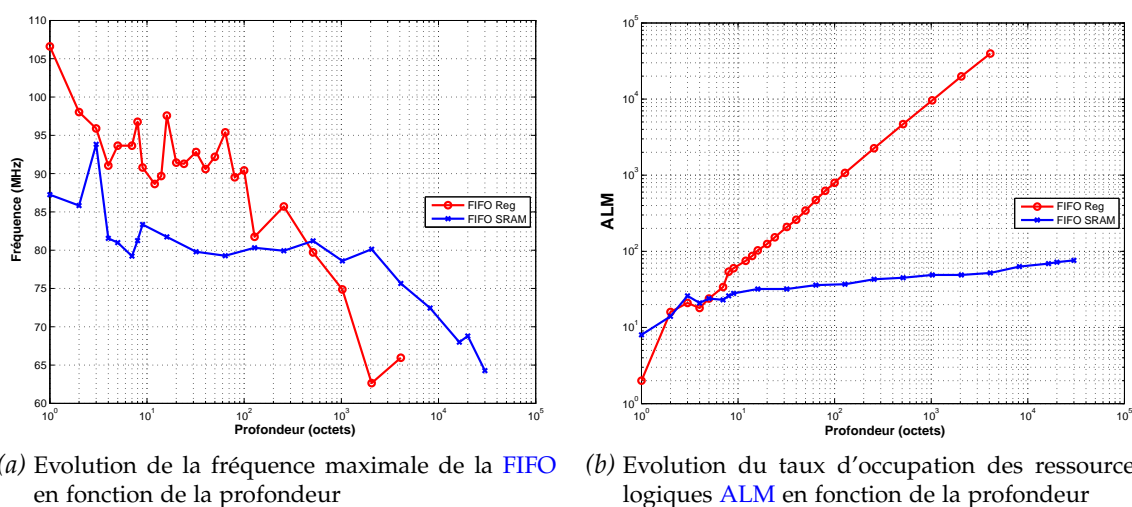 110
105
100
95
90
85
80
75
70
65
60
Fréquence (MHz)
FIFO Reg
FIFO SRAM
10^0
10^1
10^2
10^3
10^4
10^5
Profondeur (octets)
10^5
10^4
10^3
10^2
10^1
10^0
ALM
FIFO Reg
FIFO SRAM
10^0
10^1
10^2
10^3
10^4
10^5
Profondeur (octets)
a) Evolution de la fréquence maximale de la FIFO
en fonction de la profondeur
(b) Evolution du taux d'occupation des ressource
logiques ALM en fonction de la profondeur